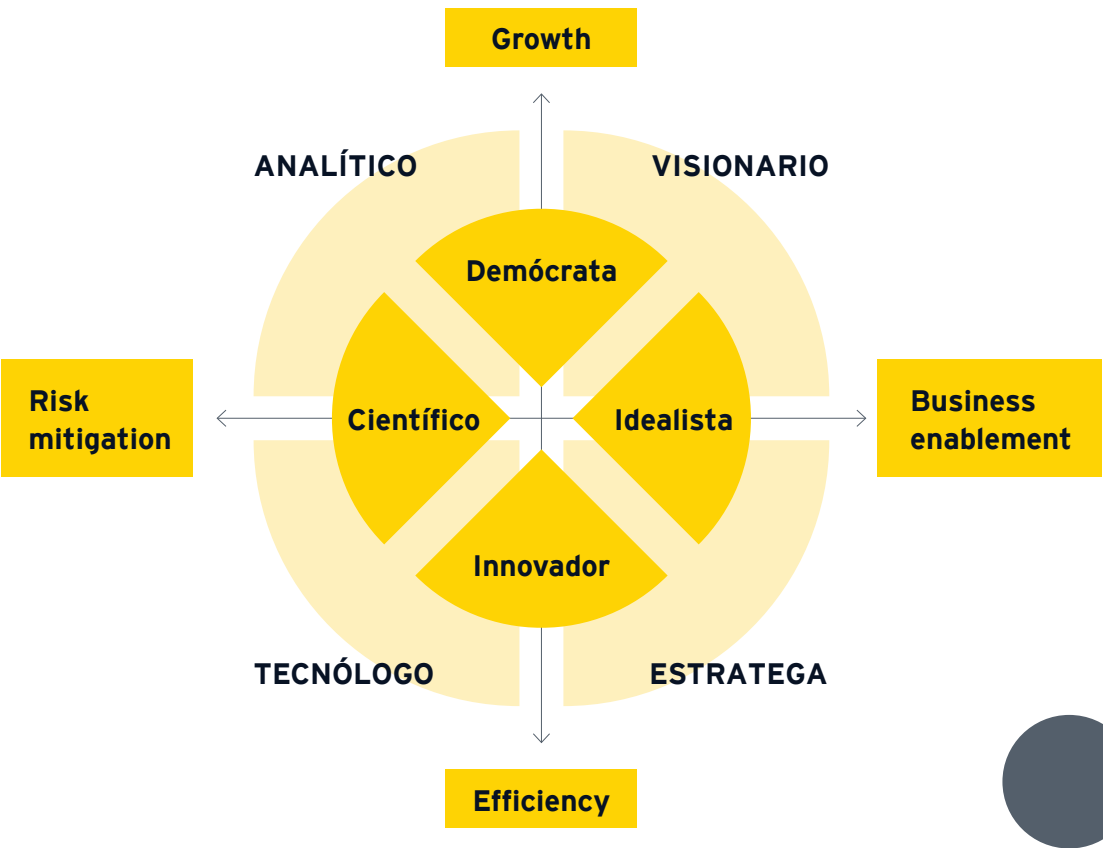 Growth
ANALÍTICO
VISIONARIO
Demócrata
Risk
mitigation
Científico
Idealista
Business
enablement
Innovador
TECNÓLOGO
ESTRATEGA
Efficiency